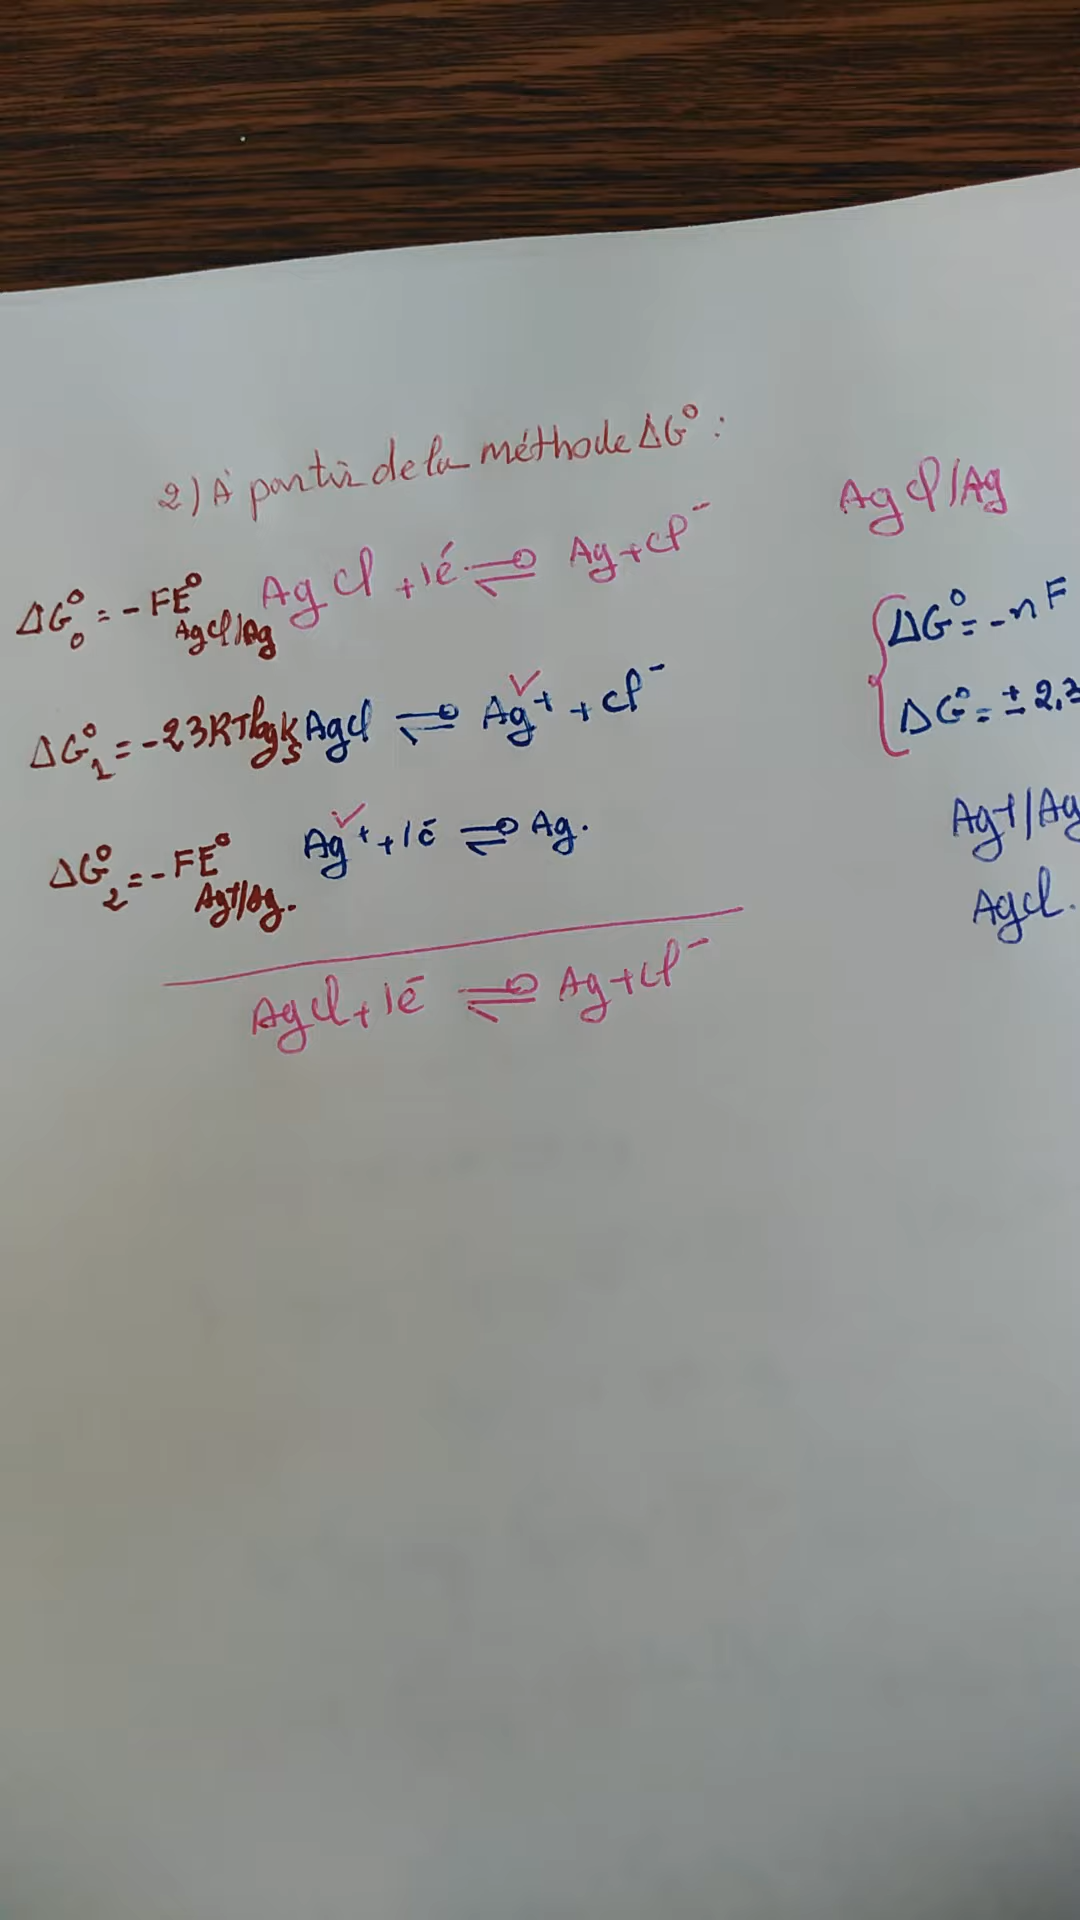 2) À partir de la méthode ΔG° :
AgCl/Ag
ΔG°₀ = -FE°AgCl/Ag AgCl + 1é ⇌ Ag + Cl⁻
ΔG° = -nF
ΔG°₁ = -23RTlogKs AgCl ⇌ Ag⁺ + Cl⁻
ΔG° = ± 2,3
ΔG°₂ = -FE°Ag+/Ag. Ag⁺ + 1é ⇌ Ag.
Ag+/Ag
AgCl.
AgCl + 1é ⇌ Ag + Cl⁻